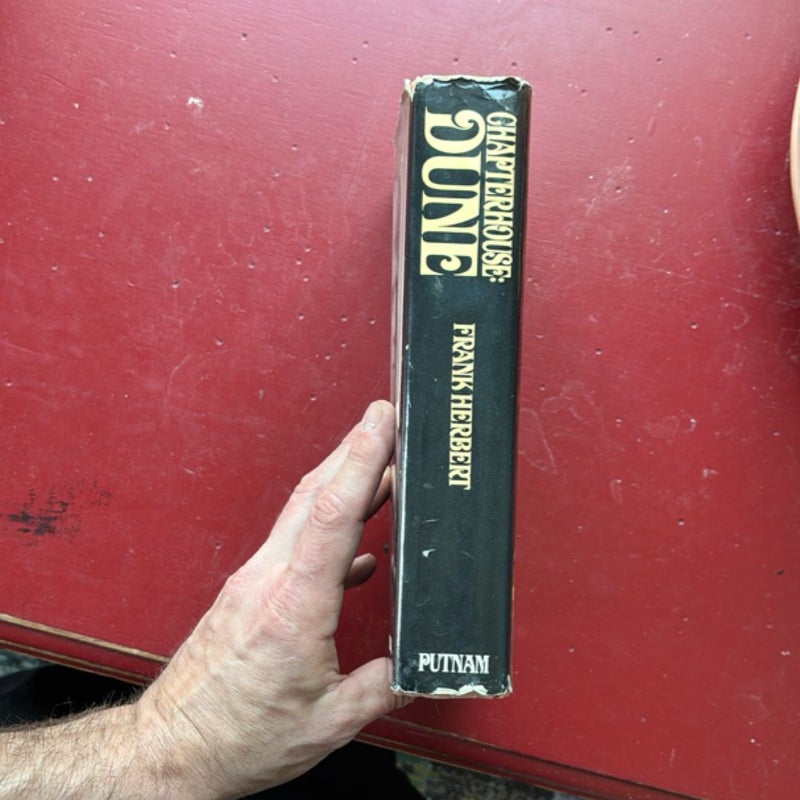 CHAPTERHOUSE:
DUNE
FRANK HERBERT
PUTNAM